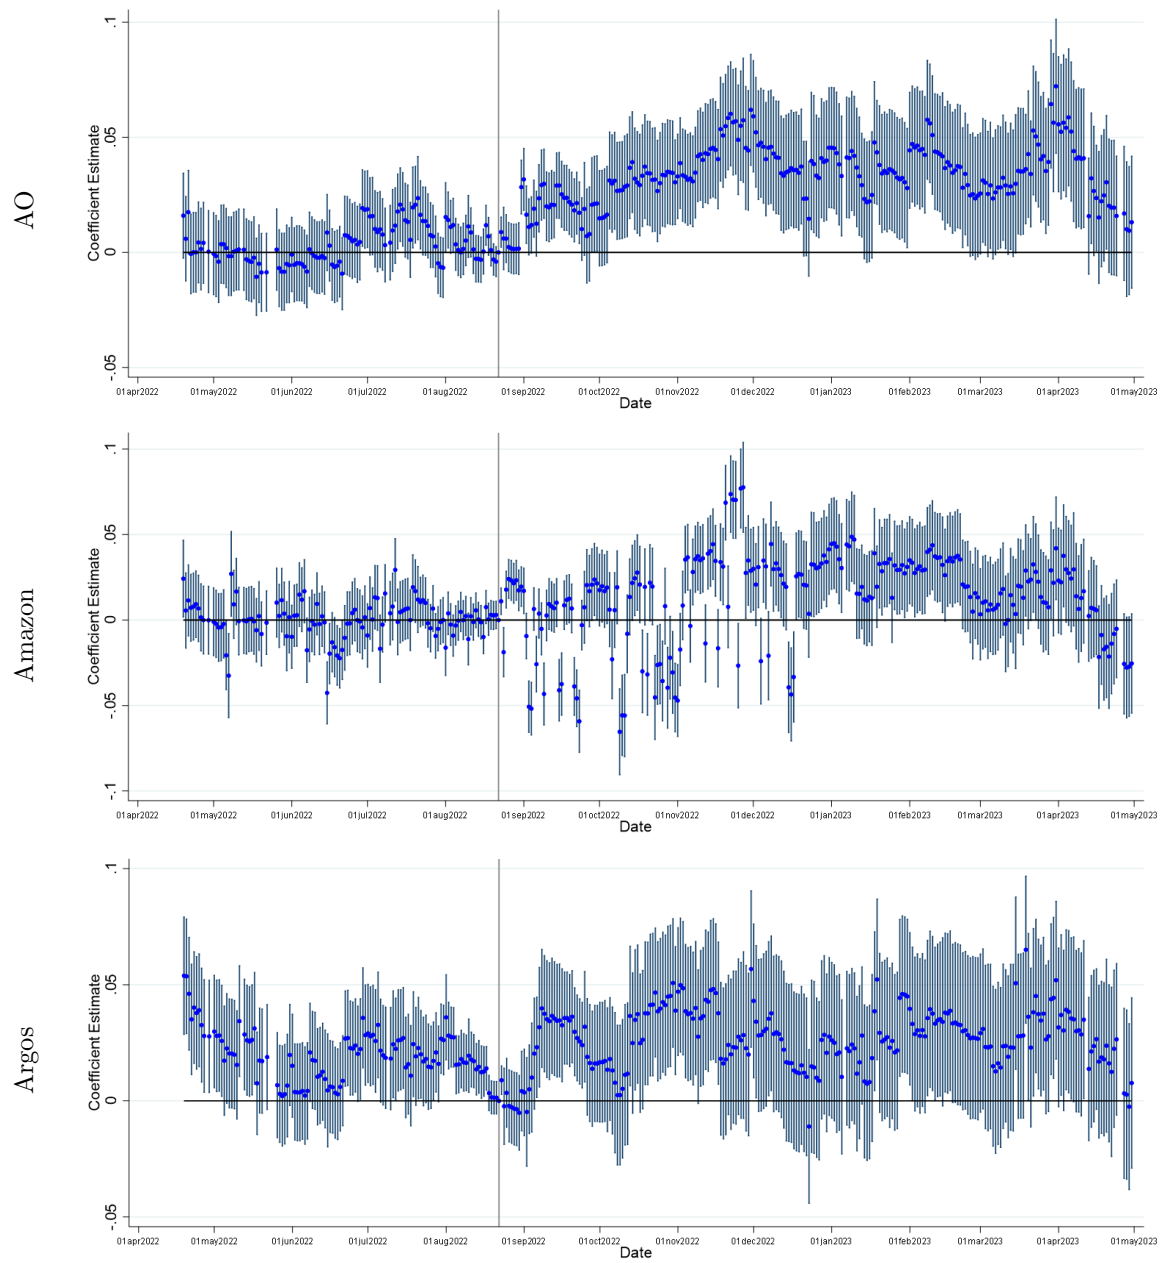 AO
Coefficient Estimate
.1
.05
0
-.05
01apr2022 01may2022 01jun2022 01jul2022 01aug2022 01sep2022 01oct2022 01nov2022 01dec2022 01jan2023 01feb2023 01mar2023 01apr2023 01may2023
Date
Amazon
Coefficient Estimate
.1
.05
0
-.05
-.1
01apr2022 01may2022 01jun2022 01jul2022 01aug2022 01sep2022 01oct2022 01nov2022 01dec2022 01jan2023 01feb2023 01mar2023 01apr2023 01may2023
Date
Argos
Coefficient Estimate
.1
.05
0
-.05
01apr2022 01may2022 01jun2022 01jul2022 01aug2022 01sep2022 01oct2022 01nov2022 01dec2022 01jan2023 01feb2023 01mar2023 01apr2023 01may2023
Date